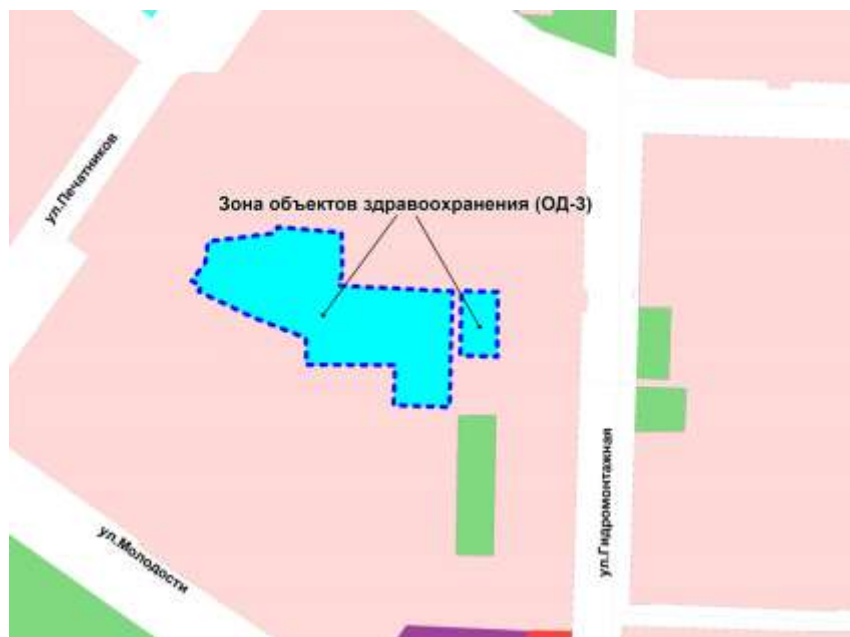 ул.Печатников
Зона объектов здравоохранения (ОД-3)
ул.Гидромонтажная
ул.Молодости